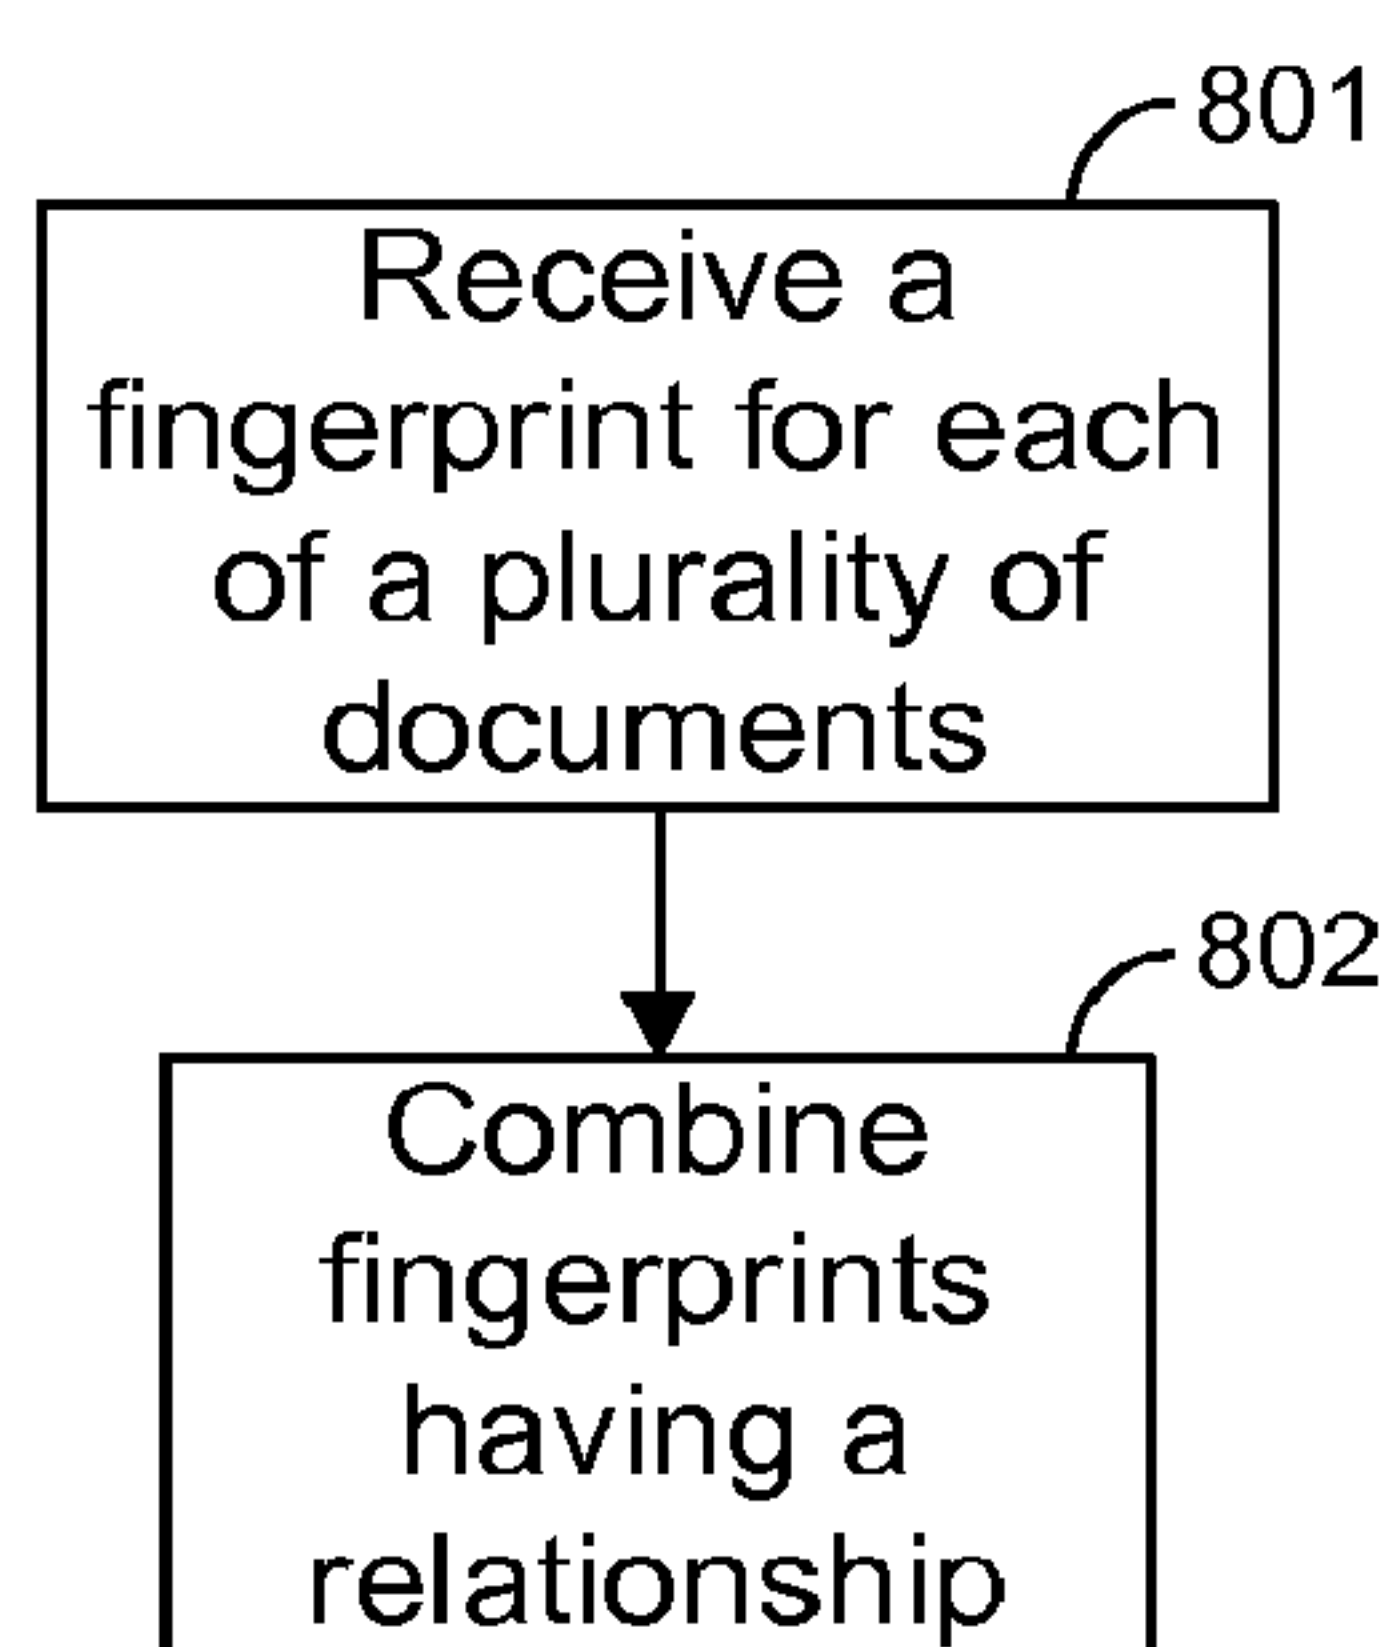 801
Receive a
fingerprint for each
of a plurality of
documents
802
Combine
fingerprints
having a
relationship